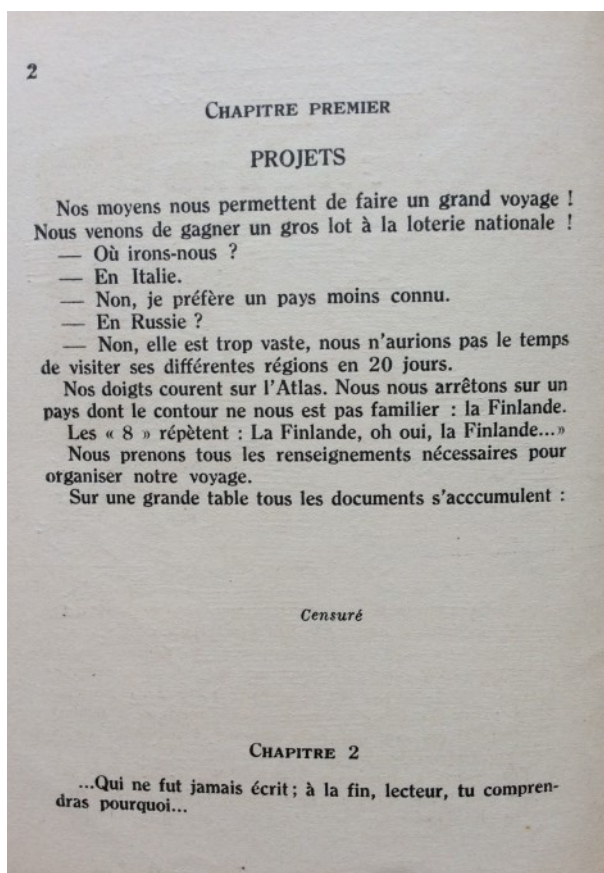 2
CHAPITRE PREMIER
PROJETS
Nos moyens nous permettent de faire un grand voyage !
Nous venons de gagner un gros lot à la loterie nationale !
— Où irons-nous ?
— En Italie.
— Non, je préfère un pays moins connu.
— En Russie ?
— Non, elle est trop vaste, nous n'aurions pas le temps
de visiter ses différentes régions en 20 jours.
Nos doigts courent sur l'Atlas. Nous nous arrêtons sur un
pays dont le contour ne nous est pas familier : la Finlande.
Les « 8 » répètent : La Finlande, oh oui, la Finlande...»
Nous prenons tous les renseignements nécessaires pour
organiser notre voyage.
Sur une grande table tous les documents s'acccumulent :
Censuré
CHAPITRE 2
...Qui ne fut jamais écrit ; à la fin, lecteur, tu compren-
dras pourquoi...